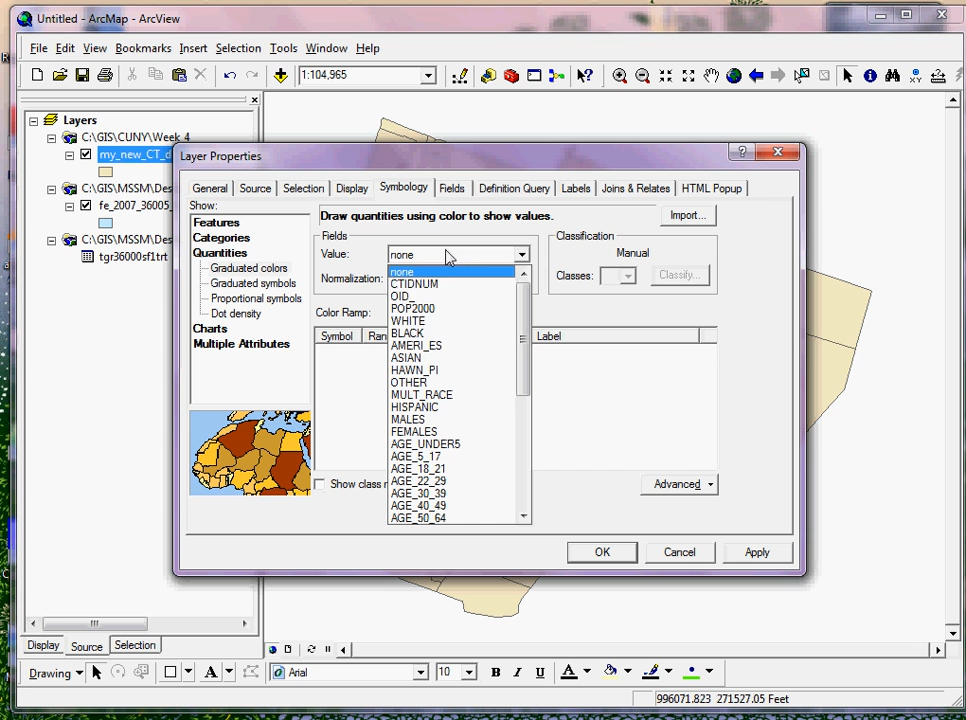 Untitled - ArcMap - ArcView
File Edit View Bookmarks Insert Selection Tools Window Help
1:104,965
Layers
C:\GIS\CUNY\Week 4
my_new_CT_d
C:\GIS\MSSM\Des
fe_2007_36005_
C:\GIS\MSSM\Des
tgr36000sf1trt
Layer Properties
General Source Selection Display Symbology Fields Definition Query Labels Joins & Relates HTML Popup
Show:
Features
Categories
Quantities
Graduated colors
Graduated symbols
Proportional symbols
Dot density
Charts
Multiple Attributes
Draw quantities using color to show values.
Import...
Fields
Value: none
Normalization:
Classification
Manual
Classes:
Classify...
Color Ramp:
Symbol Ran Label
none
CTIDNUM
OID_
POP2000
WHITE
BLACK
AMERI_ES
ASIAN
HAWN_PI
OTHER
MULT_RACE
HISPANIC
MALES
FEMALES
AGE_UNDER5
AGE_5_17
AGE_18_21
AGE_22_29
AGE_30_39
AGE_40_49
AGE_50_64
Show class r
Advanced
OK Cancel Apply
Display Source Selection
Drawing A Arial 10 B I U A
996071.823 271527.05 Feet